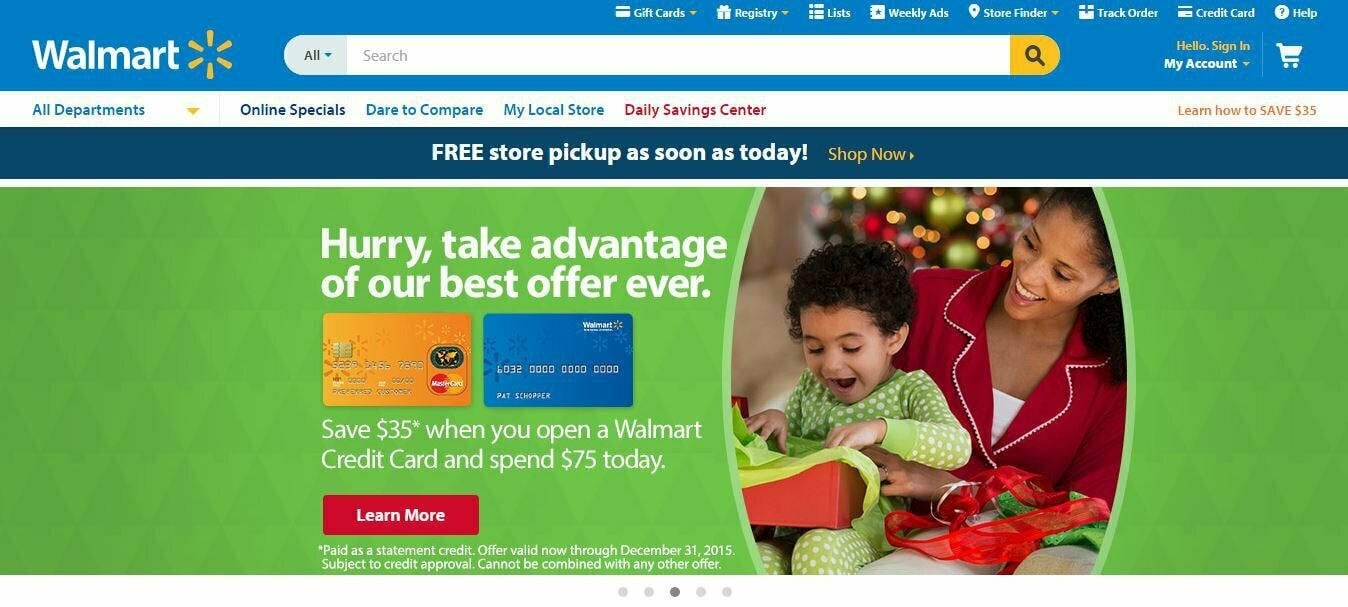 Gift Cards
Registry
Lists
Weekly Ads
Store Finder
Track Order
Credit Card
Help
Walmart
All
Search
Hello. Sign In
My Account
All Departments
Online Specials
Dare to Compare
My Local Store
Daily Savings Center
Learn how to SAVE $35
FREE store pickup as soon as today! Shop Now
Hurry, take advantage
of our best offer ever.
MasterCard
Walmart
6032 0000 0000 0000
PAT SCHOPPER
Save $35* when you open a Walmart
Credit Card and spend $75 today.
Learn More
*Paid as a statement credit. Offer valid now through December 31, 2015.
Subject to credit approval. Cannot be combined with any other offer.